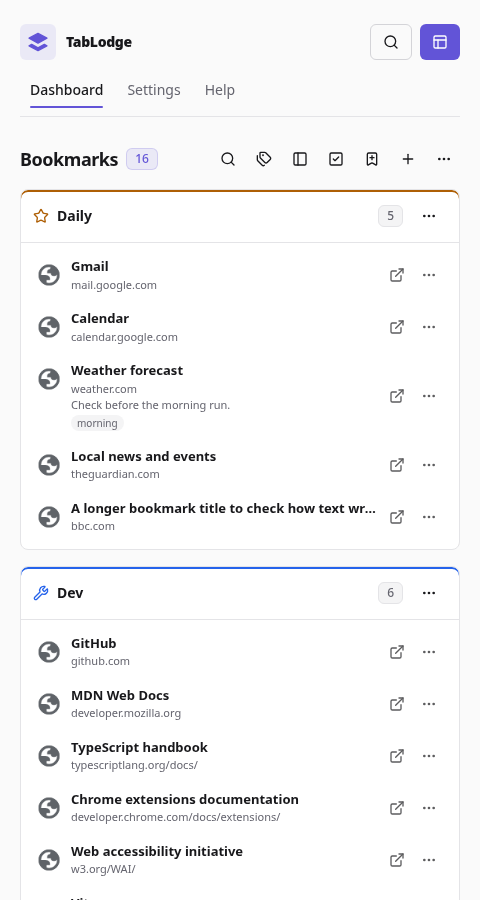 TabLodge
Dashboard Settings Help
Bookmarks 16
Daily 5
Gmail
mail.google.com
Calendar
calendar.google.com
Weather forecast
weather.com
Check before the morning run.
morning
Local news and events
theguardian.com
A longer bookmark title to check how text wr...
bbc.com
Dev 6
GitHub
github.com
MDN Web Docs
developer.mozilla.org
TypeScript handbook
typescriptlang.org/docs/
Chrome extensions documentation
developer.chrome.com/docs/extensions/
Web accessibility initiative
w3.org/WAI/